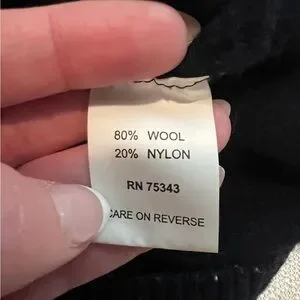 80% WOOL
20% NYLON
RN 75343
CARE ON REVERSE